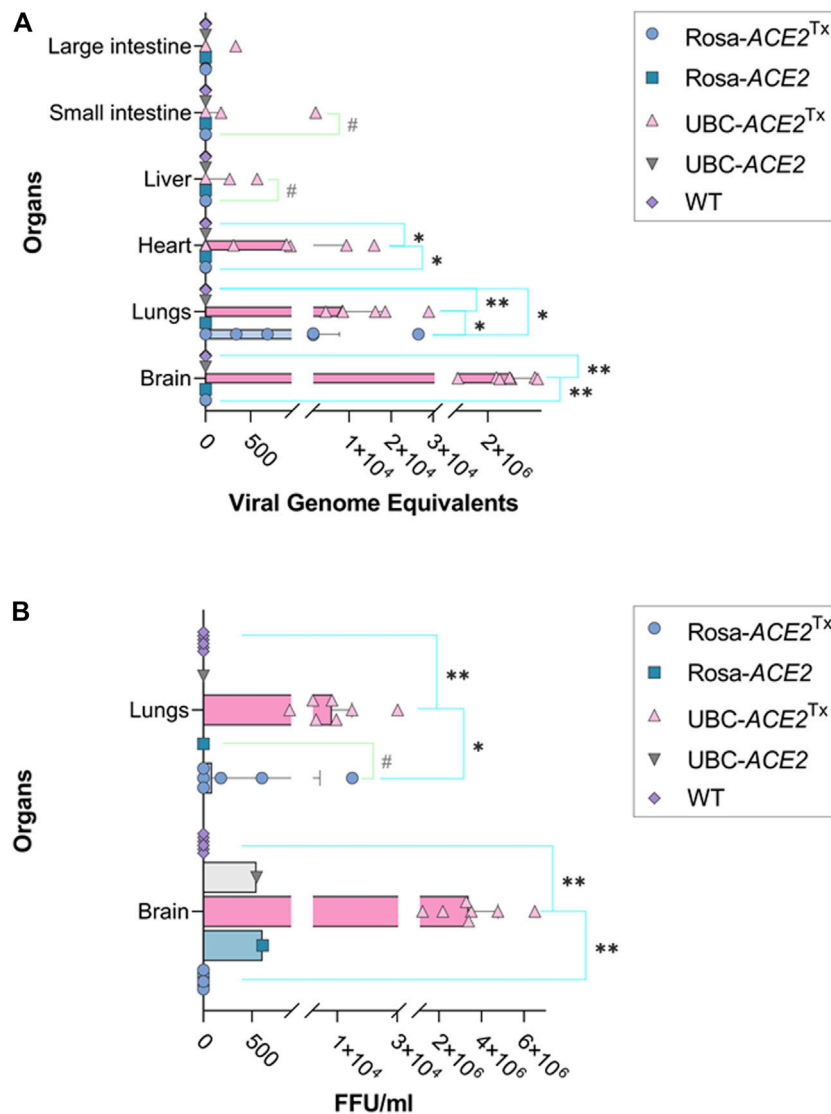 A
Rosa-ACE2ᵀˣ
Rosa-ACE2
UBC-ACE2ᵀˣ
UBC-ACE2
WT
Organs
Large intestine
Small intestine
#
Liver
#
Heart
*
*
Lungs
**
*
*
Brain
**
**
0
500
1×10⁴
2×10⁴
3×10⁴
2×10⁶
Viral Genome Equivalents
B
Rosa-ACE2ᵀˣ
Rosa-ACE2
UBC-ACE2ᵀˣ
UBC-ACE2
WT
Organs
Lungs
**
*
#
Brain
**
**
0
500
1×10⁴
3×10⁴
2×10⁶
4×10⁶
6×10⁶
FFU/ml